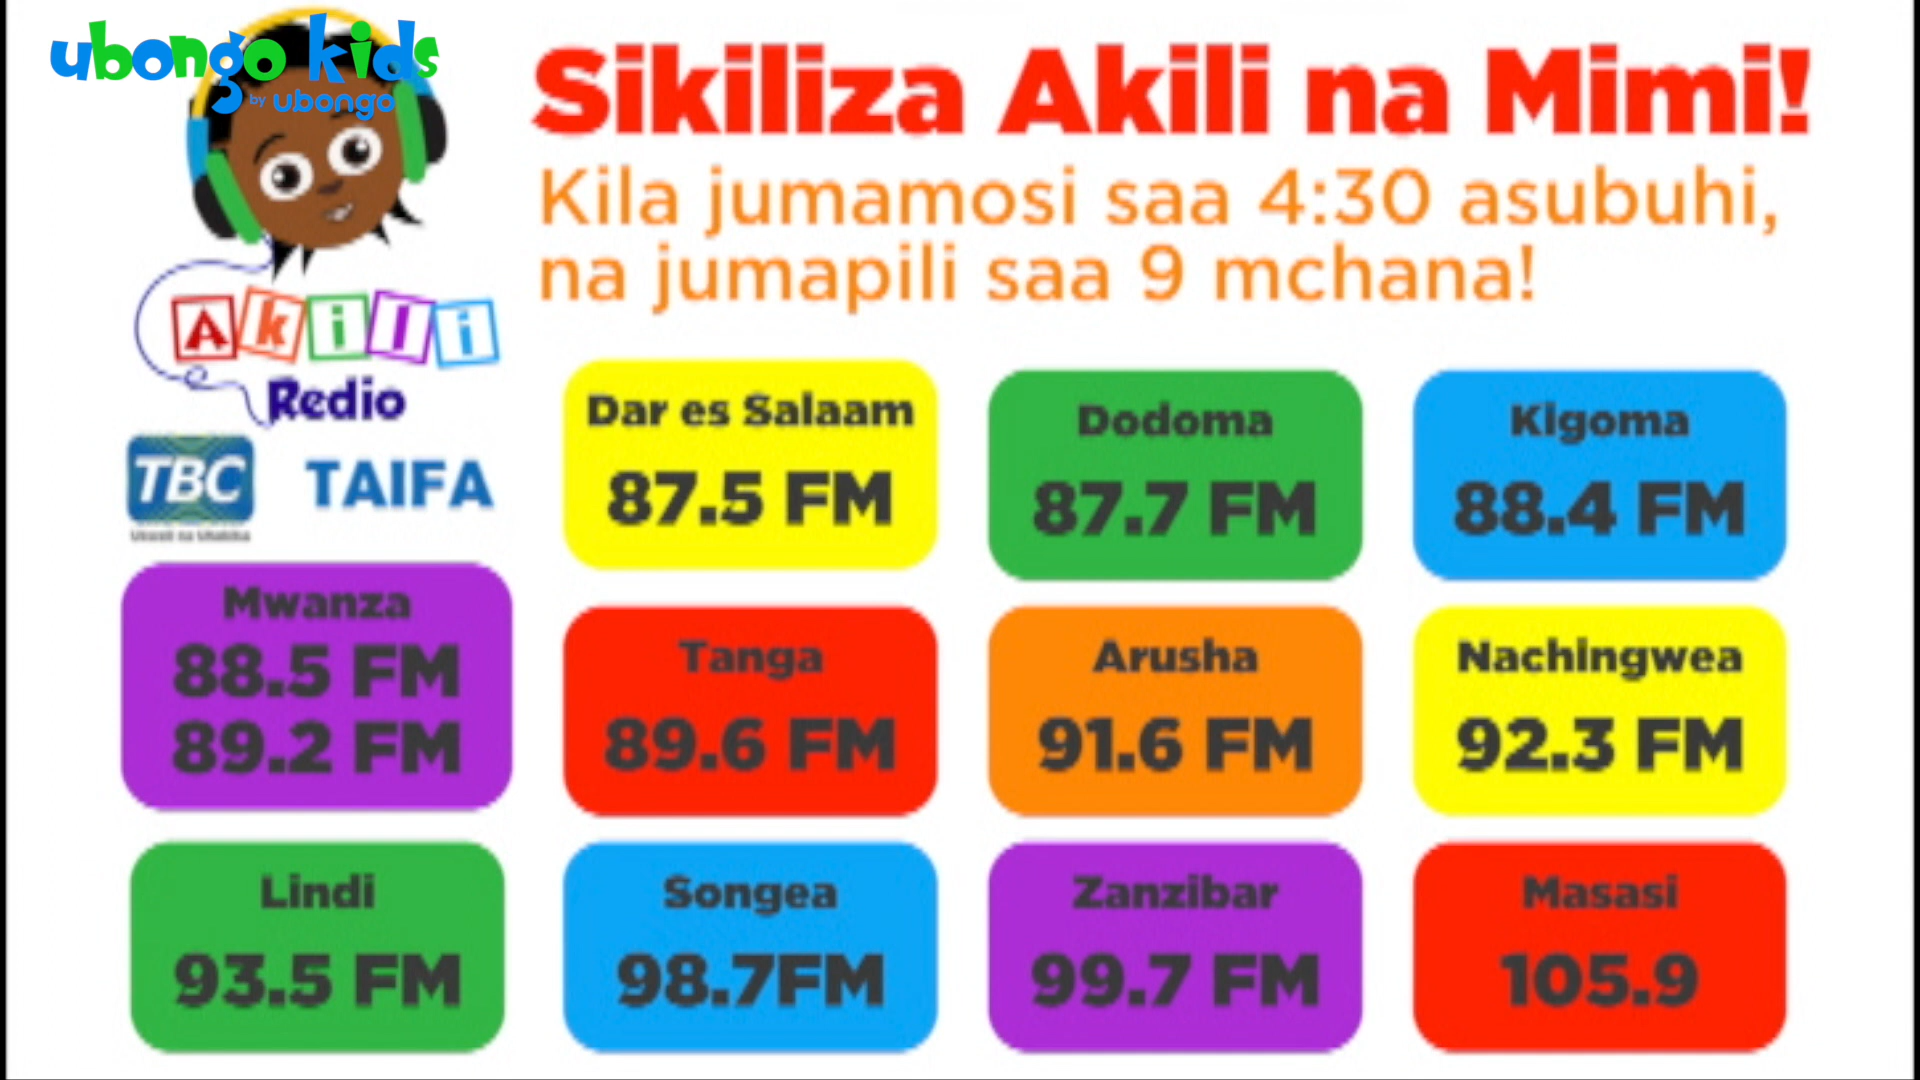 ubongo kids
by ubongo
Sikiliza Akili na Mimi!
Kila jumamosi saa 4:30 asubuhi,
na jumapili saa 9 mchana!
Akili
Redio
TBC
TAIFA
Ukweli na Uhakika
Dar es Salaam
87.5 FM
Dodoma
87.7 FM
Kigoma
88.4 FM
Mwanza
88.5 FM
89.2 FM
Tanga
89.6 FM
Arusha
91.6 FM
Nachingwea
92.3 FM
Lindi
93.5 FM
Songea
98.7FM
Zanzibar
99.7 FM
Masasi
105.9